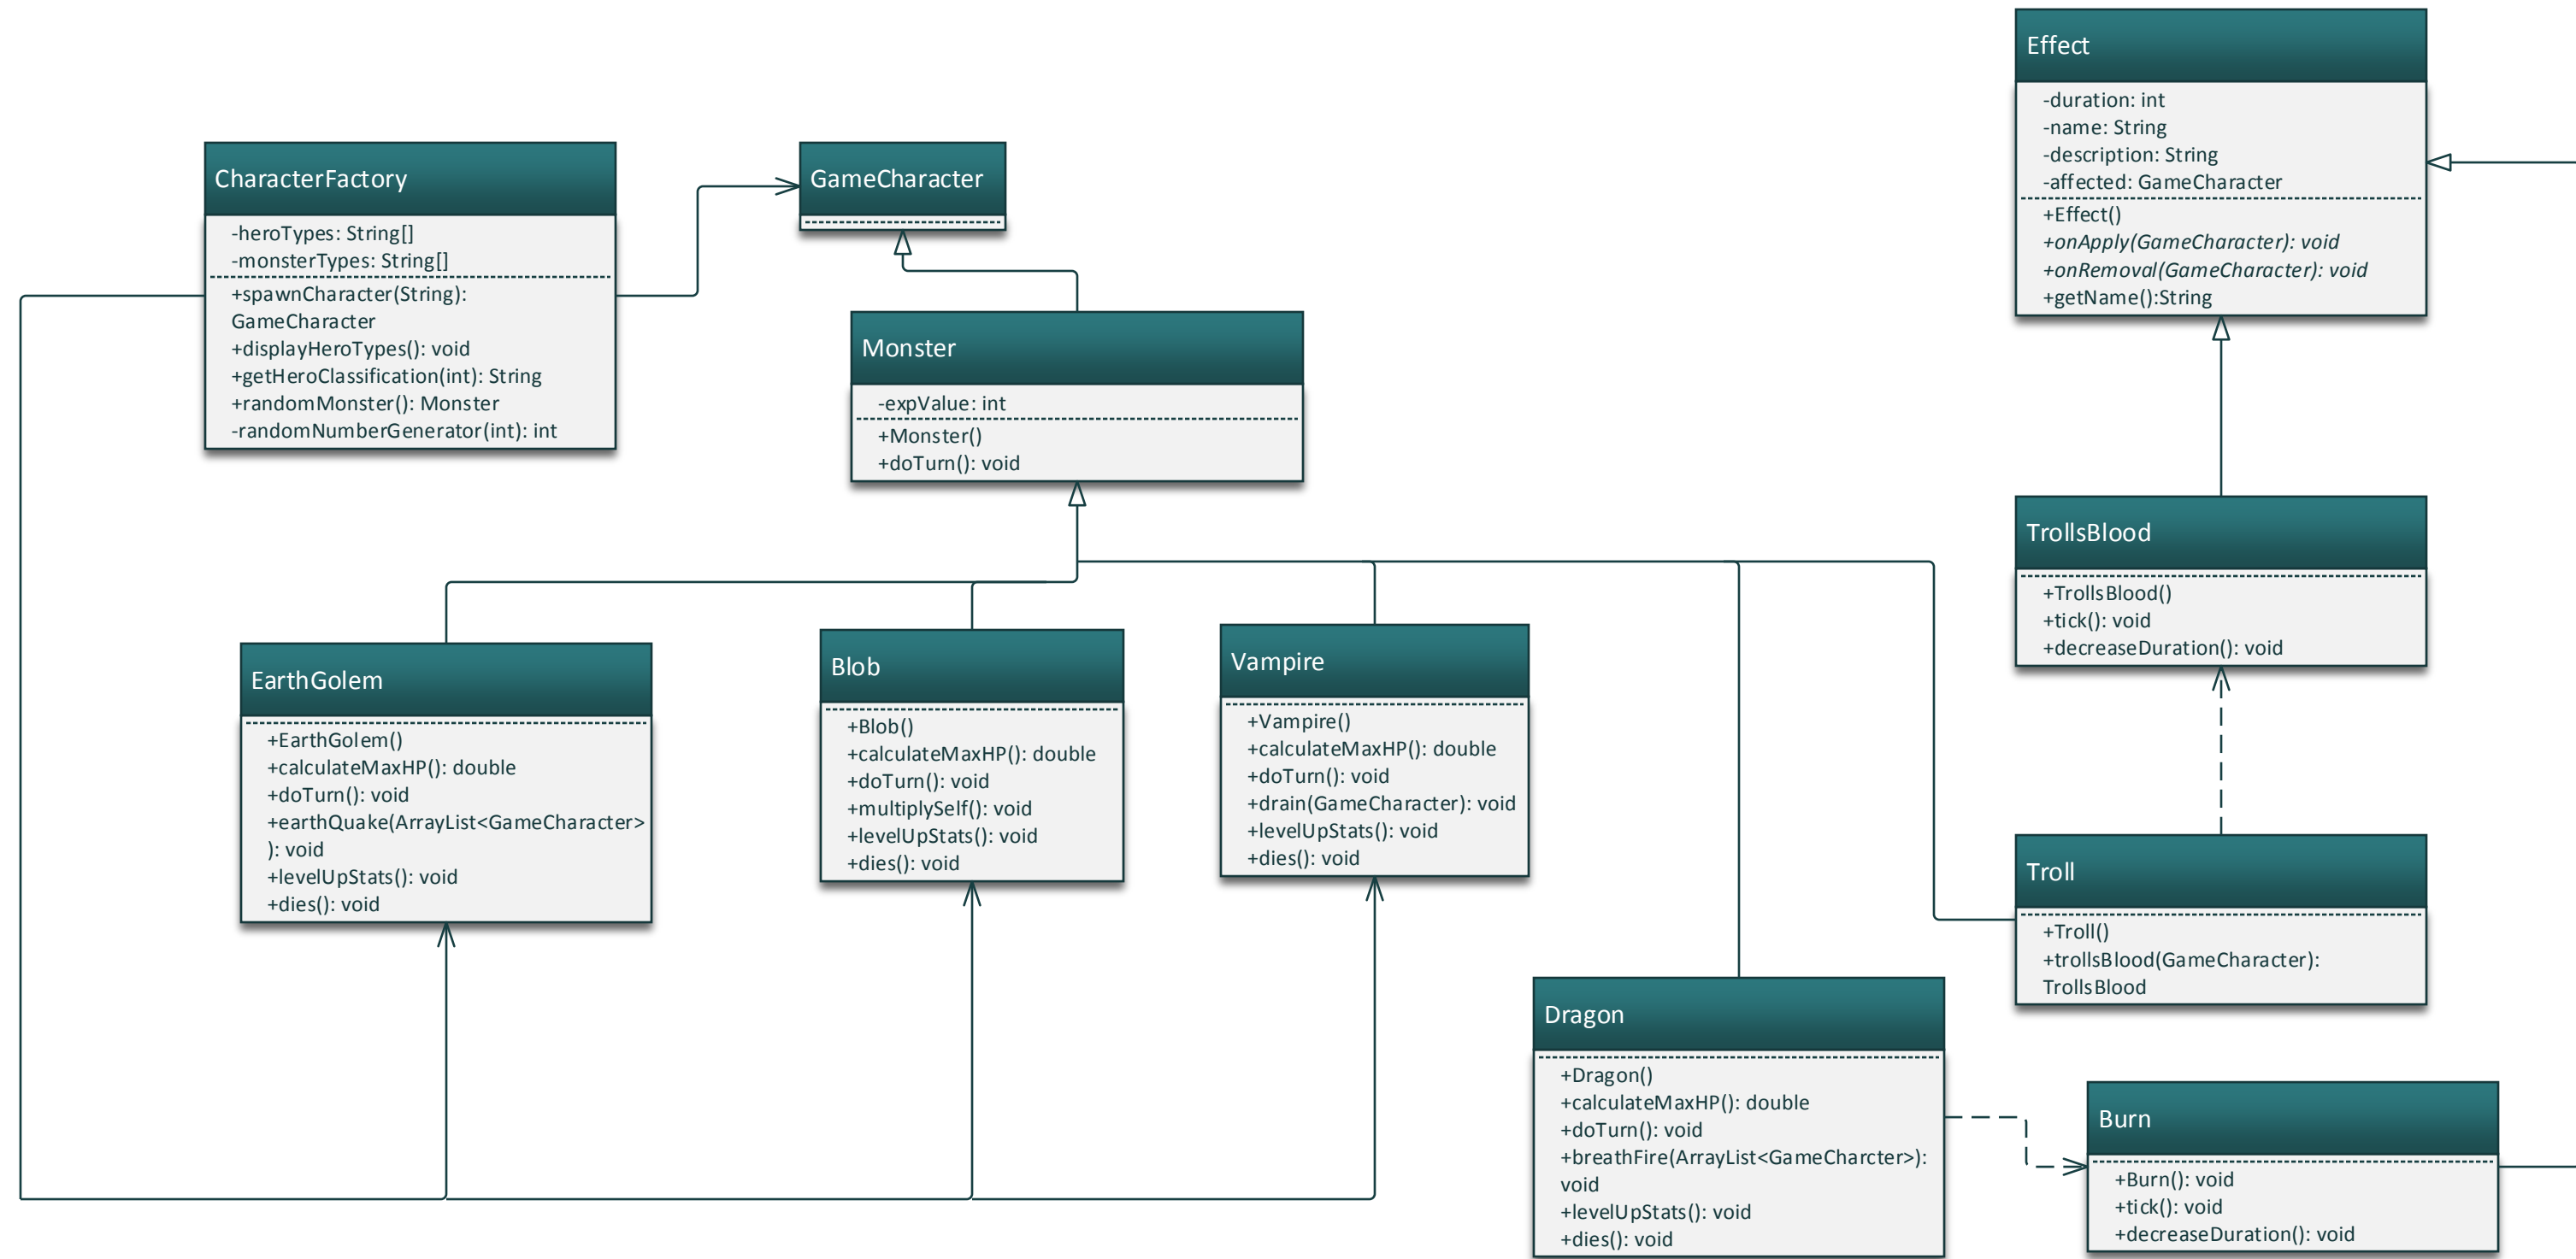 CharacterFactory
-heroTypes: String[]
-monsterTypes: String[]
+spawnCharacter(String):
GameCharacter
+displayHeroTypes(): void
+getHeroClassification(int): String
+randomMonster(): Monster
-randomNumberGenerator(int): int
GameCharacter
Monster
-expValue: int
+Monster()
+doTurn(): void
Effect
-duration: int
-name: String
-description: String
-affected: GameCharacter
+Effect()
+onApply(GameCharacter): void
+onRemoval(GameCharacter): void
+getName():String
TrollsBlood
+TrollsBlood()
+tick(): void
+decreaseDuration(): void
EarthGolem
+EarthGolem()
+calculateMaxHP(): double
+doTurn(): void
+earthQuake(ArrayList<GameCharacter>
): void
+levelUpStats(): void
+dies(): void
Blob
+Blob()
+calculateMaxHP(): double
+doTurn(): void
+multiplySelf(): void
+levelUpStats(): void
+dies(): void
Vampire
+Vampire()
+calculateMaxHP(): double
+doTurn(): void
+drain(GameCharacter): void
+levelUpStats(): void
+dies(): void
Troll
+Troll()
+trollsBlood(GameCharacter):
TrollsBlood
Dragon
+Dragon()
+calculateMaxHP(): double
+doTurn(): void
+breathFire(ArrayList<GameCharcter>):
void
+levelUpStats(): void
+dies(): void
Burn
+Burn(): void
+tick(): void
+decreaseDuration(): void